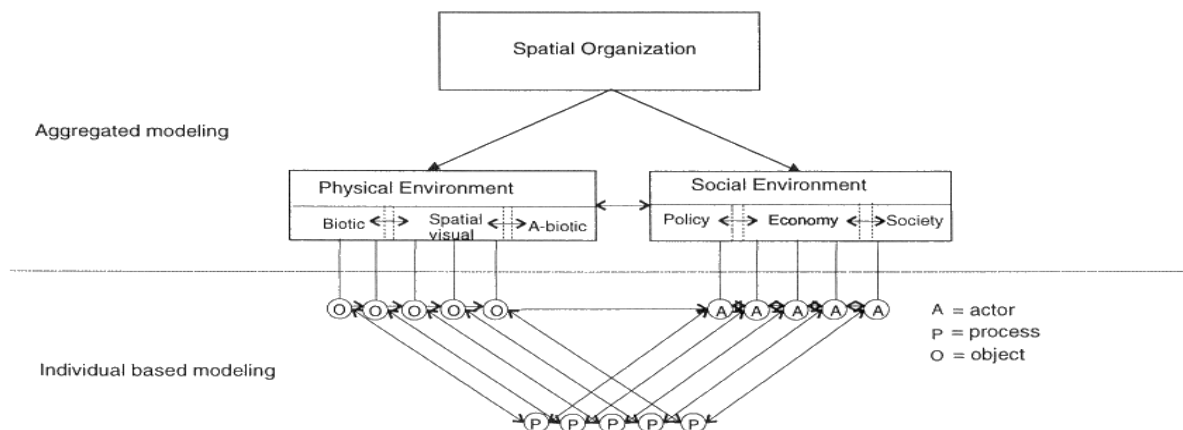 Spatial Organization
Aggregated modeling
Physical Environment
Social Environment
Biotic
Spatial
visual
A-biotic
Policy
Economy
Society
O O O O O
A A A A A
A = actor
P = process
O = object
Individual based modeling
P P P P P